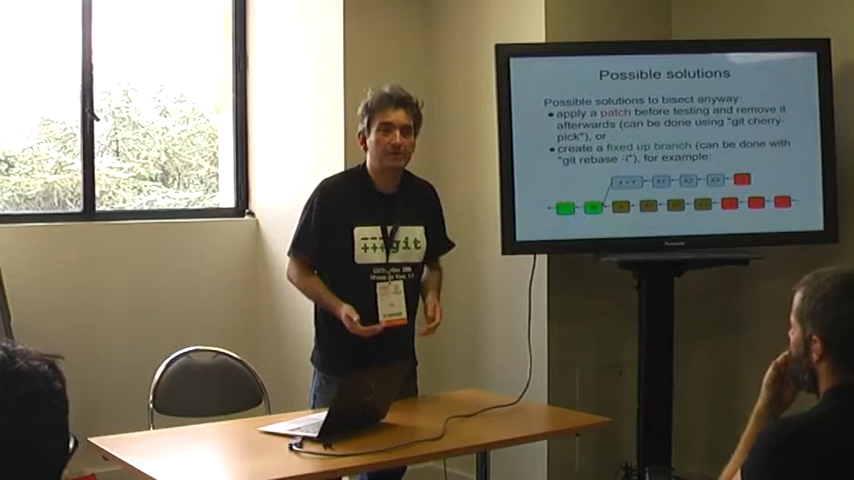 Possible solutions
Possible solutions to bisect anyway:
• apply a patch before testing and remove it
afterwards (can be done using "git cherry-
pick"), or
• create a fixed up branch (can be done with
"git rebase -i"), for example:
git
Panasonic